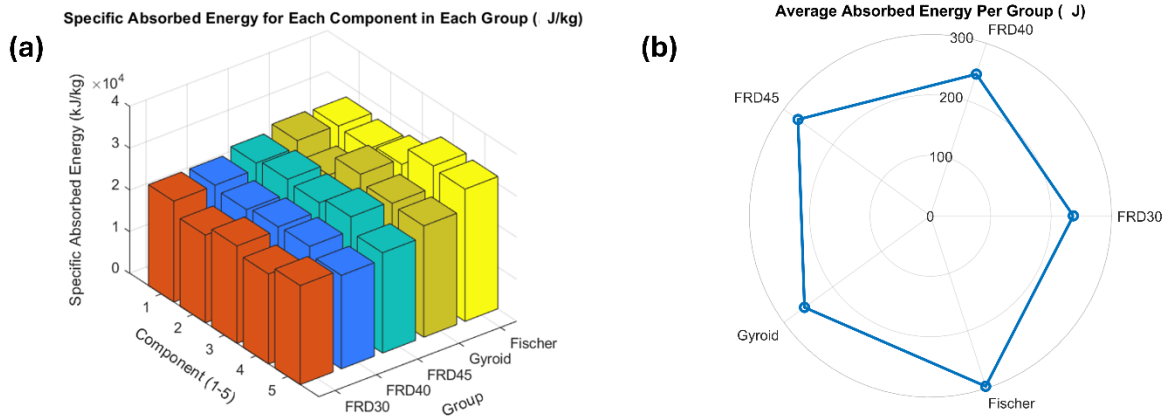 (a)
Specific Absorbed Energy for Each Component in Each Group ( J/kg)
×10⁴
4
3
2
1
0
Specific Absorbed Energy (kJ/kg)
1
2
3
4
5
Component (1-5)
FRD30
FRD40
FRD45
Gyroid
Fischer
Group
(b)
Average Absorbed Energy Per Group ( J)
300
200
100
0
FRD40
FRD45
FRD30
Gyroid
Fischer